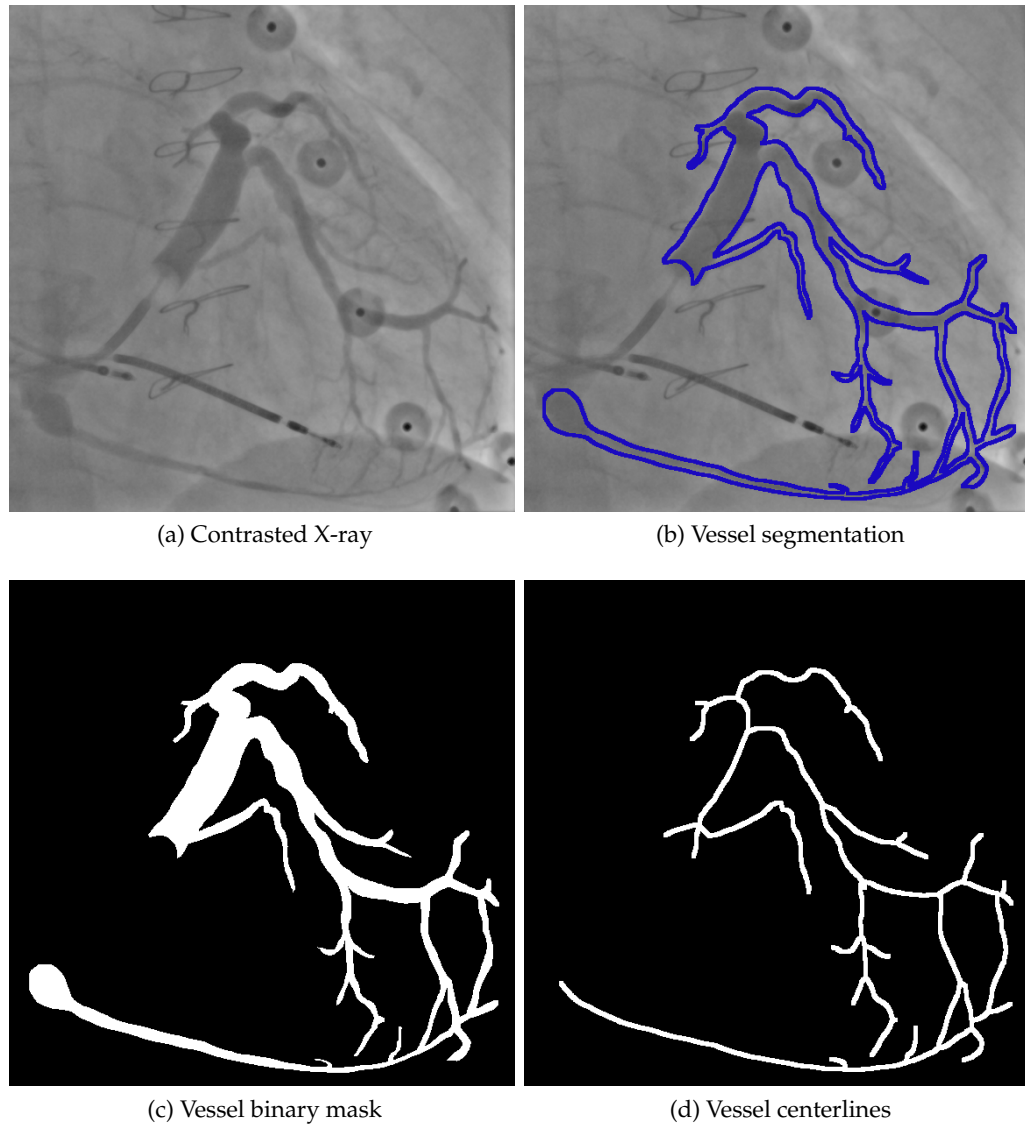 (a) Contrasted X-ray
(b) Vessel segmentation
(c) Vessel binary mask
(d) Vessel centerlines